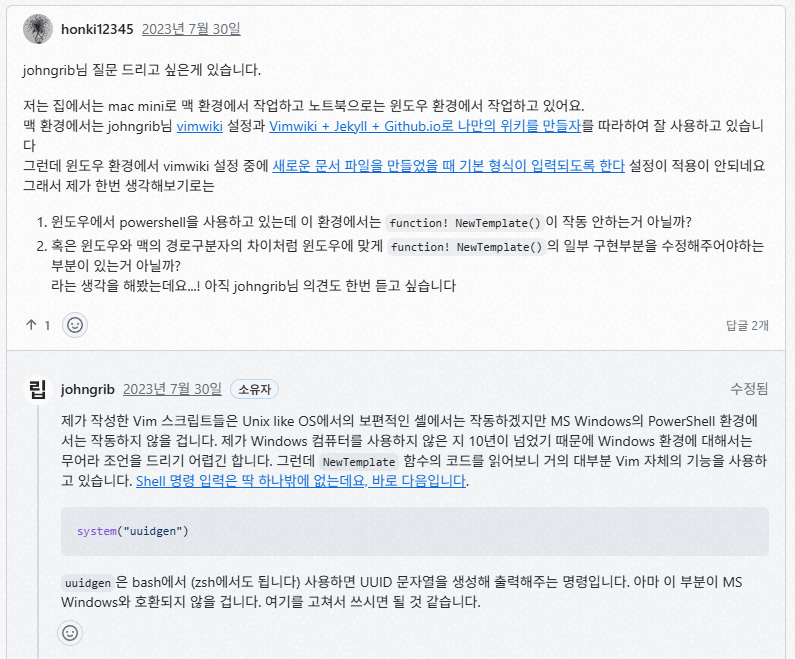 honki12345 2023년 7월 30일
johngrib님 질문 드리고 싶은게 있습니다.
저는 집에서는 mac mini로 맥 환경에서 작업하고 노트북으로는 윈도우 환경에서 작업하고 있어요.
맥 환경에서는 johngrib님 vimwiki 설정과 Vimwiki + Jekyll + Github.io로 나만의 위키를 만들자를 따라하여 잘 사용하고 있습니
다
그런데 윈도우 환경에서 vimwiki 설정 중에 새로운 문서 파일을 만들었을 때 기본 형식이 입력되도록 한다 설정이 적용이 안되네요
그래서 제가 한번 생각해보기로는
1. 윈도우에서 powershell을 사용하고 있는데 이 환경에서는 function! NewTemplate() 이 작동 안하는거 아닐까?
2. 혹은 윈도우와 맥의 경로구분자의 차이처럼 윈도우에 맞게 function! NewTemplate() 의 일부 구현부분을 수정해주어야하는
부분이 있는거 아닐까?
라는 생각을 해봤는데요...! 아직 johngrib님 의견도 한번 듣고 싶습니다
↑ 1 답글 2개
립 johngrib 2023년 7월 30일 소유자 수정됨
제가 작성한 Vim 스크립트들은 Unix like OS에서의 보편적인 셸에서는 작동하겠지만 MS Windows의 PowerShell 환경에
서는 작동하지 않을 겁니다. 제가 Windows 컴퓨터를 사용하지 않은 지 10년이 넘었기 때문에 Windows 환경에 대해서는
무어라 조언을 드리기 어렵긴 합니다. 그런데 NewTemplate 함수의 코드를 읽어보니 거의 대부분 Vim 자체의 기능을 사용하
고 있습니다. Shell 명령 입력은 딱 하나밖에 없는데요, 바로 다음입니다.
system("uuidgen")
uuidgen 은 bash에서 (zsh에서도 됩니다) 사용하면 UUID 문자열을 생성해 출력해주는 명령입니다. 아마 이 부분이 MS
Windows와 호환되지 않을 겁니다. 여기를 고쳐서 쓰시면 될 것 같습니다.